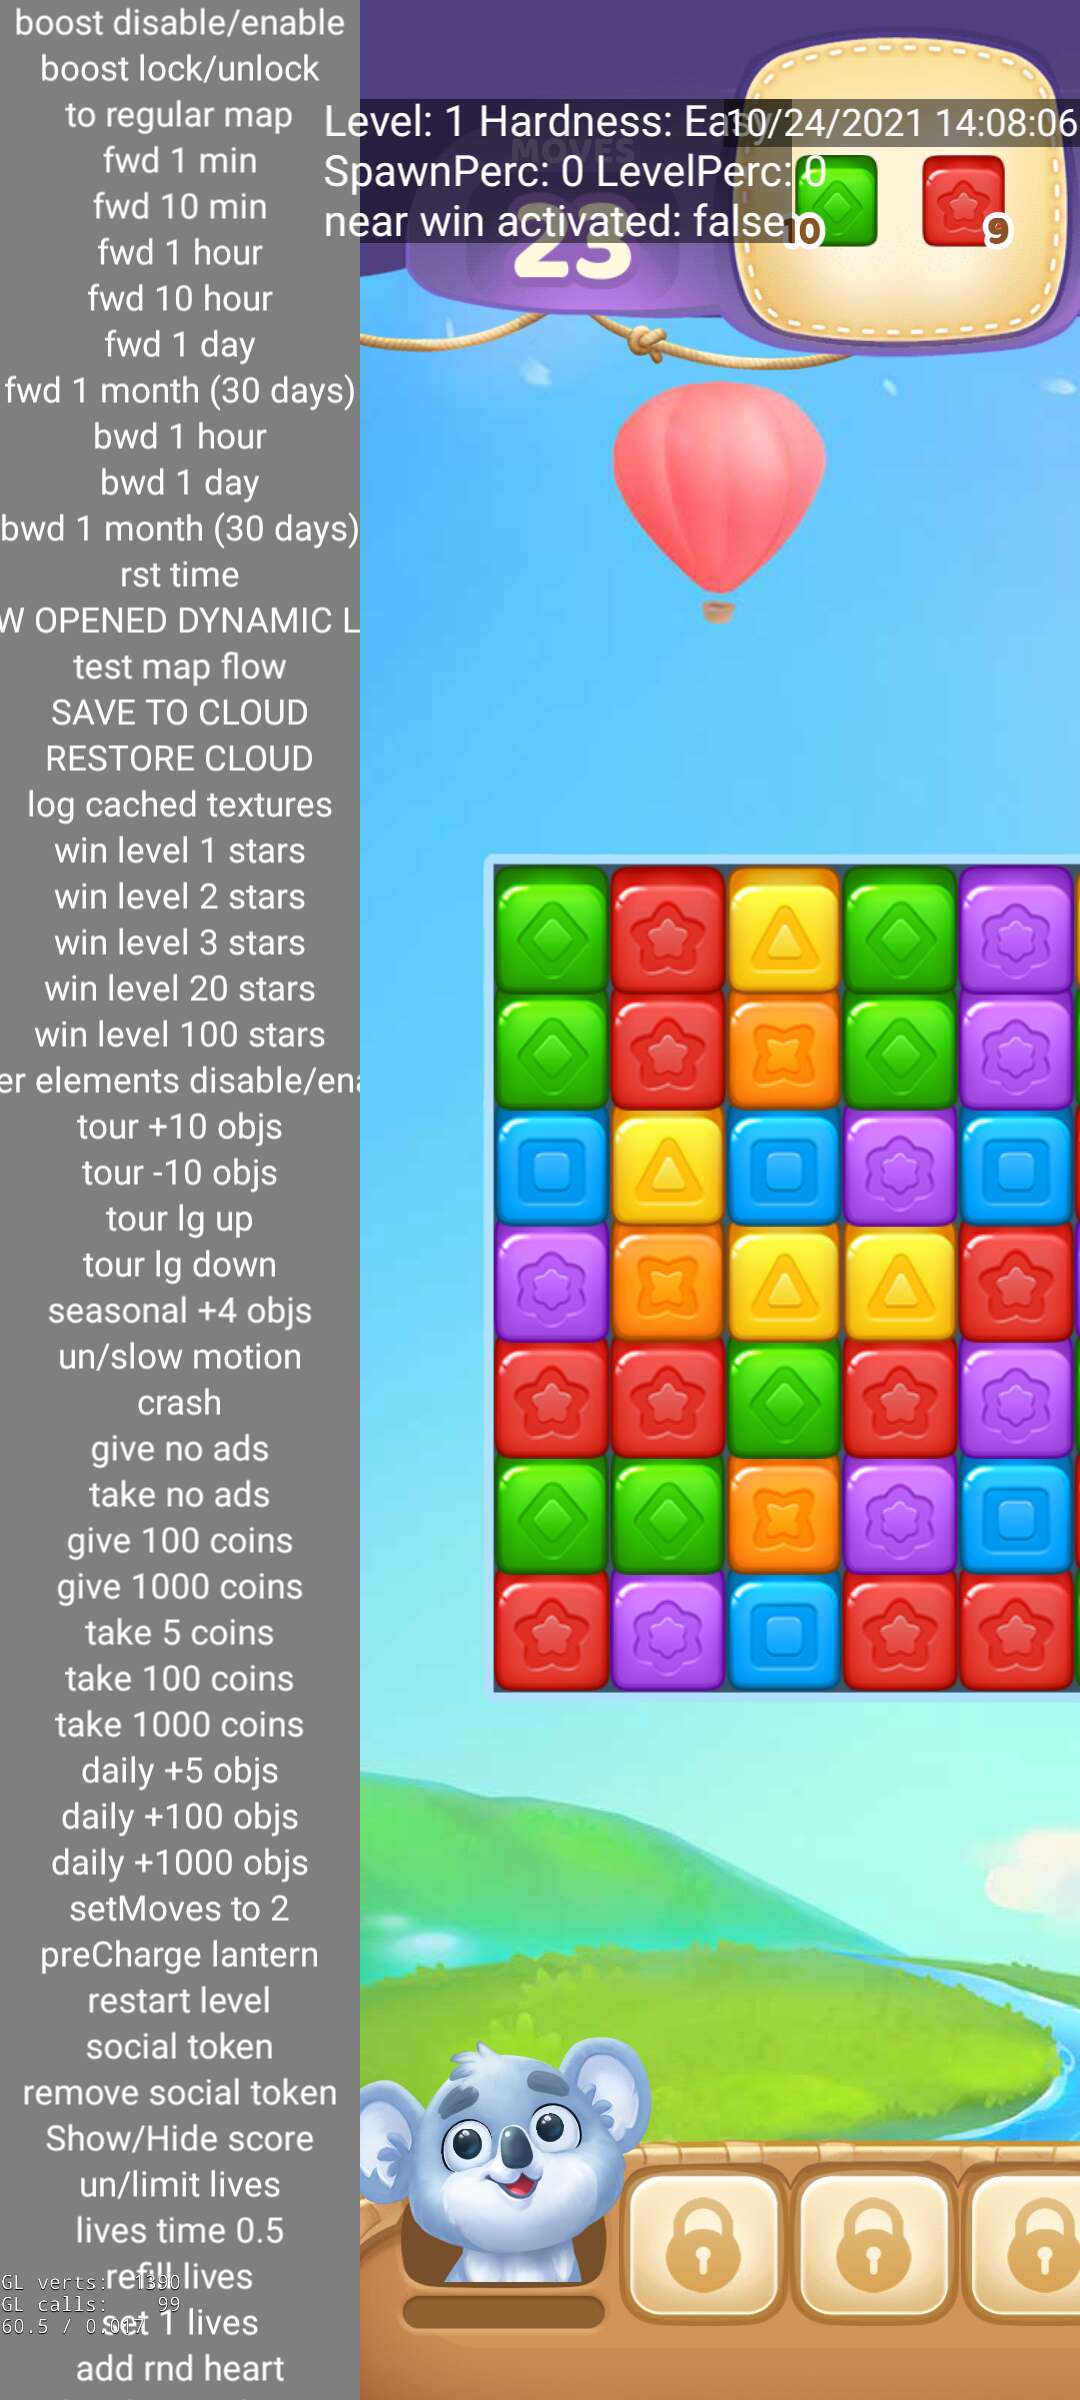 boost disable/enable
boost lock/unlock
to regular map
fwd 1 min
fwd 10 min
fwd 1 hour
fwd 10 hour
fwd 1 day
fwd 1 month (30 days)
bwd 1 hour
bwd 1 day
bwd 1 month (30 days)
rst time
W OPENED DYNAMIC L
test map flow
SAVE TO CLOUD
RESTORE CLOUD
log cached textures
win level 1 stars
win level 2 stars
win level 3 stars
win level 20 stars
win level 100 stars
er elements disable/ena
tour +10 objs
tour -10 objs
tour lg up
tour lg down
seasonal +4 objs
un/slow motion
crash
give no ads
take no ads
give 100 coins
give 1000 coins
take 5 coins
take 100 coins
take 1000 coins
daily +5 objs
daily +100 objs
daily +1000 objs
setMoves to 2
preCharge lantern
restart level
social token
remove social token
Show/Hide score
un/limit lives
lives time 0.5
refill lives
set 1 lives
add rnd heart
GL verts: 1390
GL calls: 99
60.5 / 0.017
Level: 1 Hardness: Easy
10/24/2021 14:08:06
MOVES
SpawnPerc: 0 LevelPerc: 0
near win activated: false
23
10
9